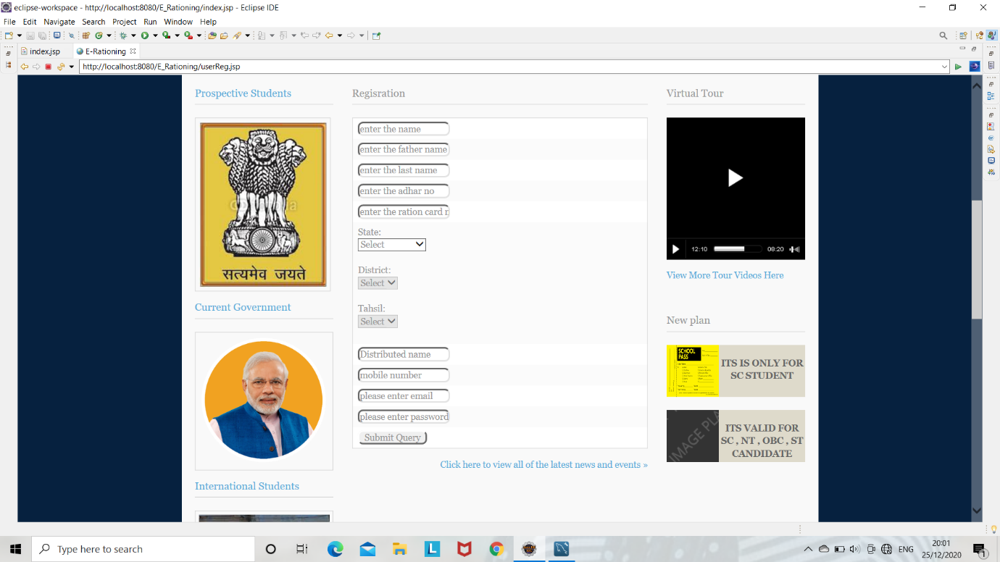 eclipse-workspace - http://localhost:8080/E_Rationing/index.jsp - Eclipse IDE
File Edit Navigate Search Project Run Window Help
index.jsp
E-Rationing
http://localhost:8080/E_Rationing/userReg.jsp
Prospective Students
सत्यमेव जयते
Current Government
International Students
Regisration
enter the name
enter the father name
enter the last name
enter the adhar no
enter the ration card
State:
Select
District:
Select
Tahsil:
Select
Distributed name
mobile number
please enter email
please enter password
Submit Query
Click here to view all of the latest news and events »
Virtual Tour
12:10 08:20
View More Tour Videos Here
New plan
SCHOOL
PASS
ITS IS ONLY FOR
SC STUDENT
IMAGE
ITS VALID FOR
SC , NT , OBC , ST
CANDIDATE
Type here to search
L
ENG
20:01
25/12/2020
1